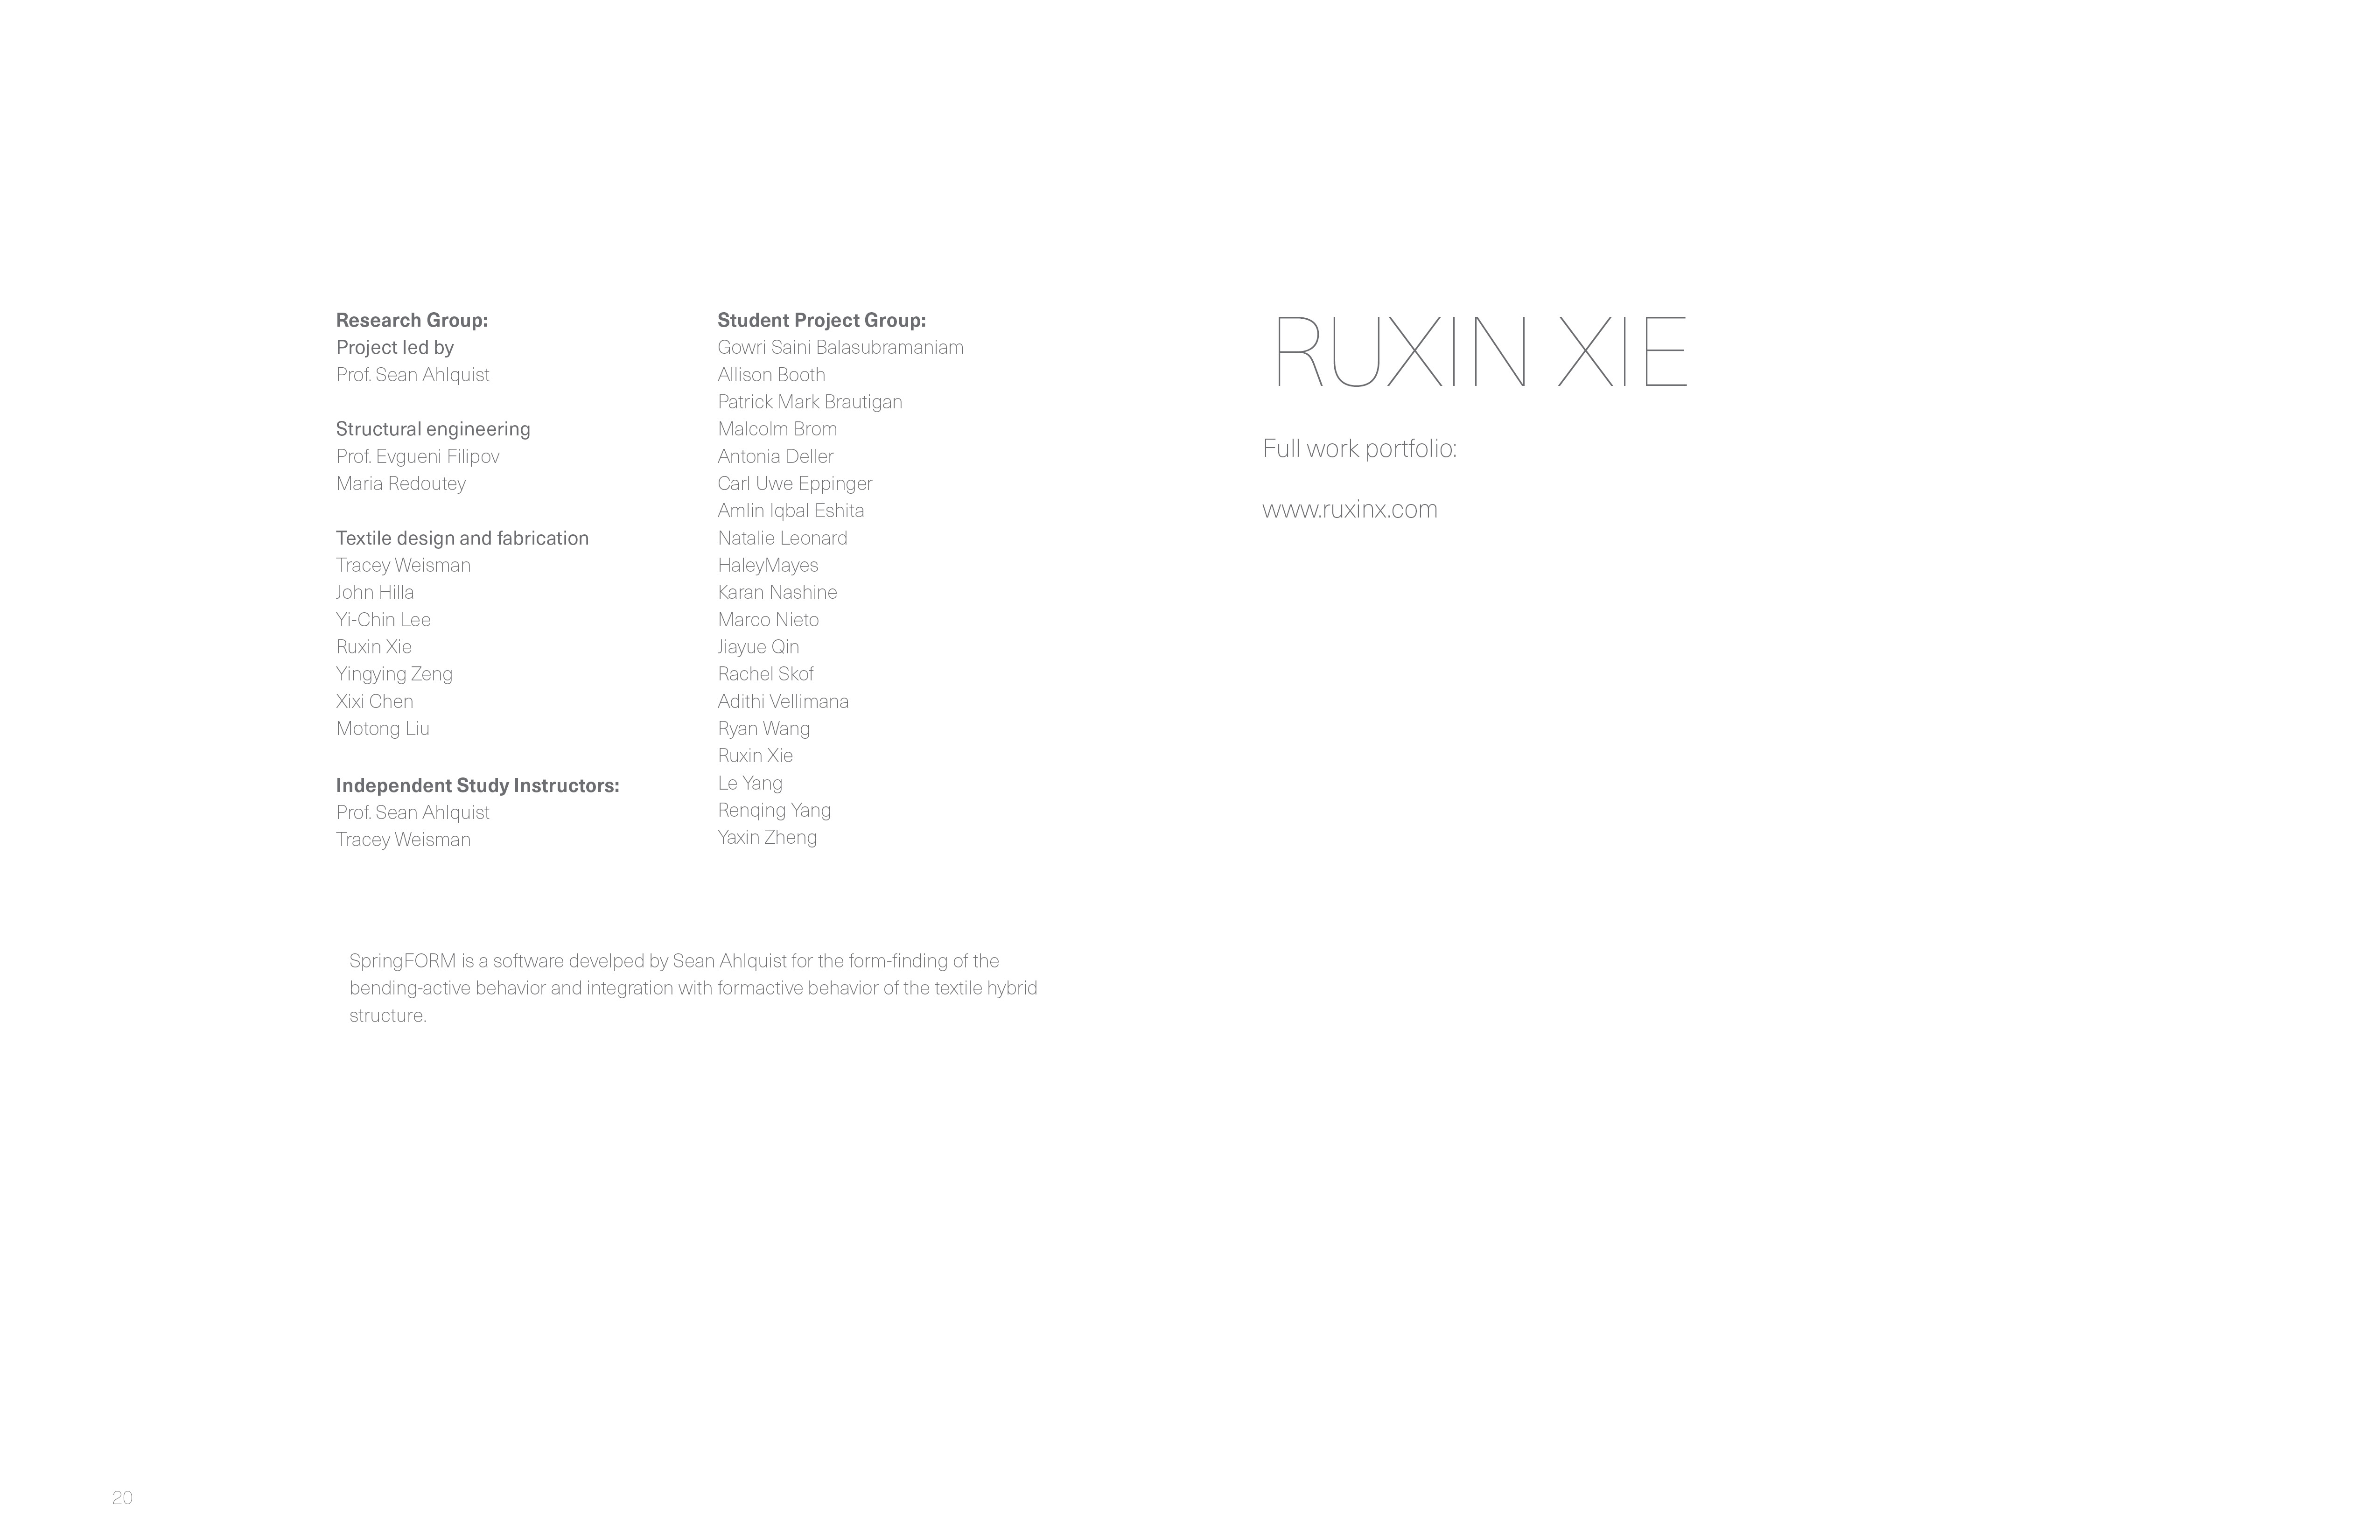 Research Group:
Project led by
Prof. Sean Ahlquist
Structural engineering
Prof. Evgueni Filipov
Maria Redoutey
Textile design and fabrication
Tracey Weisman
John Hilla
Yi-Chin Lee
Ruxin Xie
Yingying Zeng
Xixi Chen
Motong Liu
Independent Study Instructors:
Prof. Sean Ahlquist
Tracey Weisman
Student Project Group:
Gowri Saini Balasubramaniam
Allison Booth
Patrick Mark Brautigan
Malcolm Brom
Antonia Deller
Carl Uwe Eppinger
Amlin Iqbal Eshita
Natalie Leonard
HaleyMayes
Karan Nashine
Marco Nieto
Jiayue Qin
Rachel Skof
Adithi Vellimana
Ryan Wang
Ruxin Xie
Le Yang
Renqing Yang
Yaxin Zheng
SpringFORM is a software develped by Sean Ahlquist for the form-finding of the
bending-active behavior and integration with formactive behavior of the textile hybrid
structure.
20
RUXIN XIE
Full work portfolio:
www.ruxinx.com